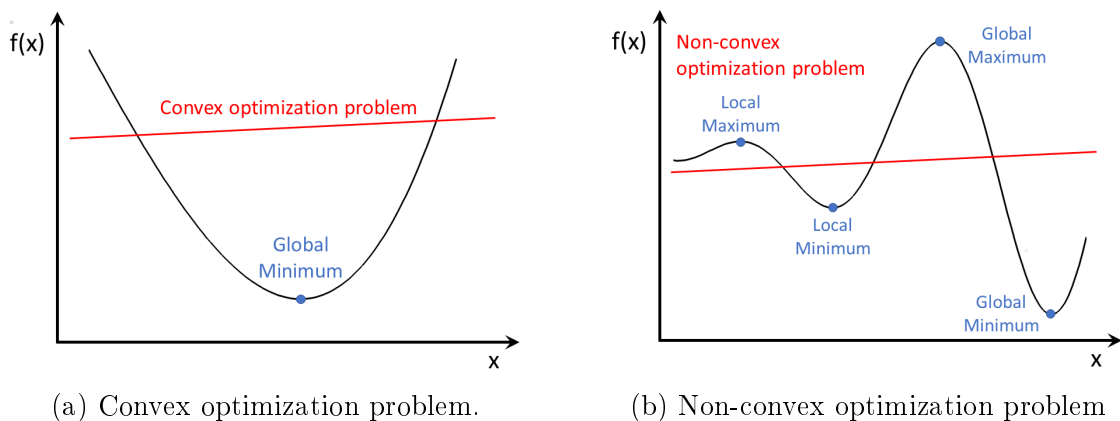 f(x)
Convex optimization problem
Global
Minimum
x
(a) Convex optimization problem.
f(x)
Non-convex
optimization problem
Global
Maximum
Local
Maximum
Local
Minimum
Global
Minimum
x
(b) Non-convex optimization problem